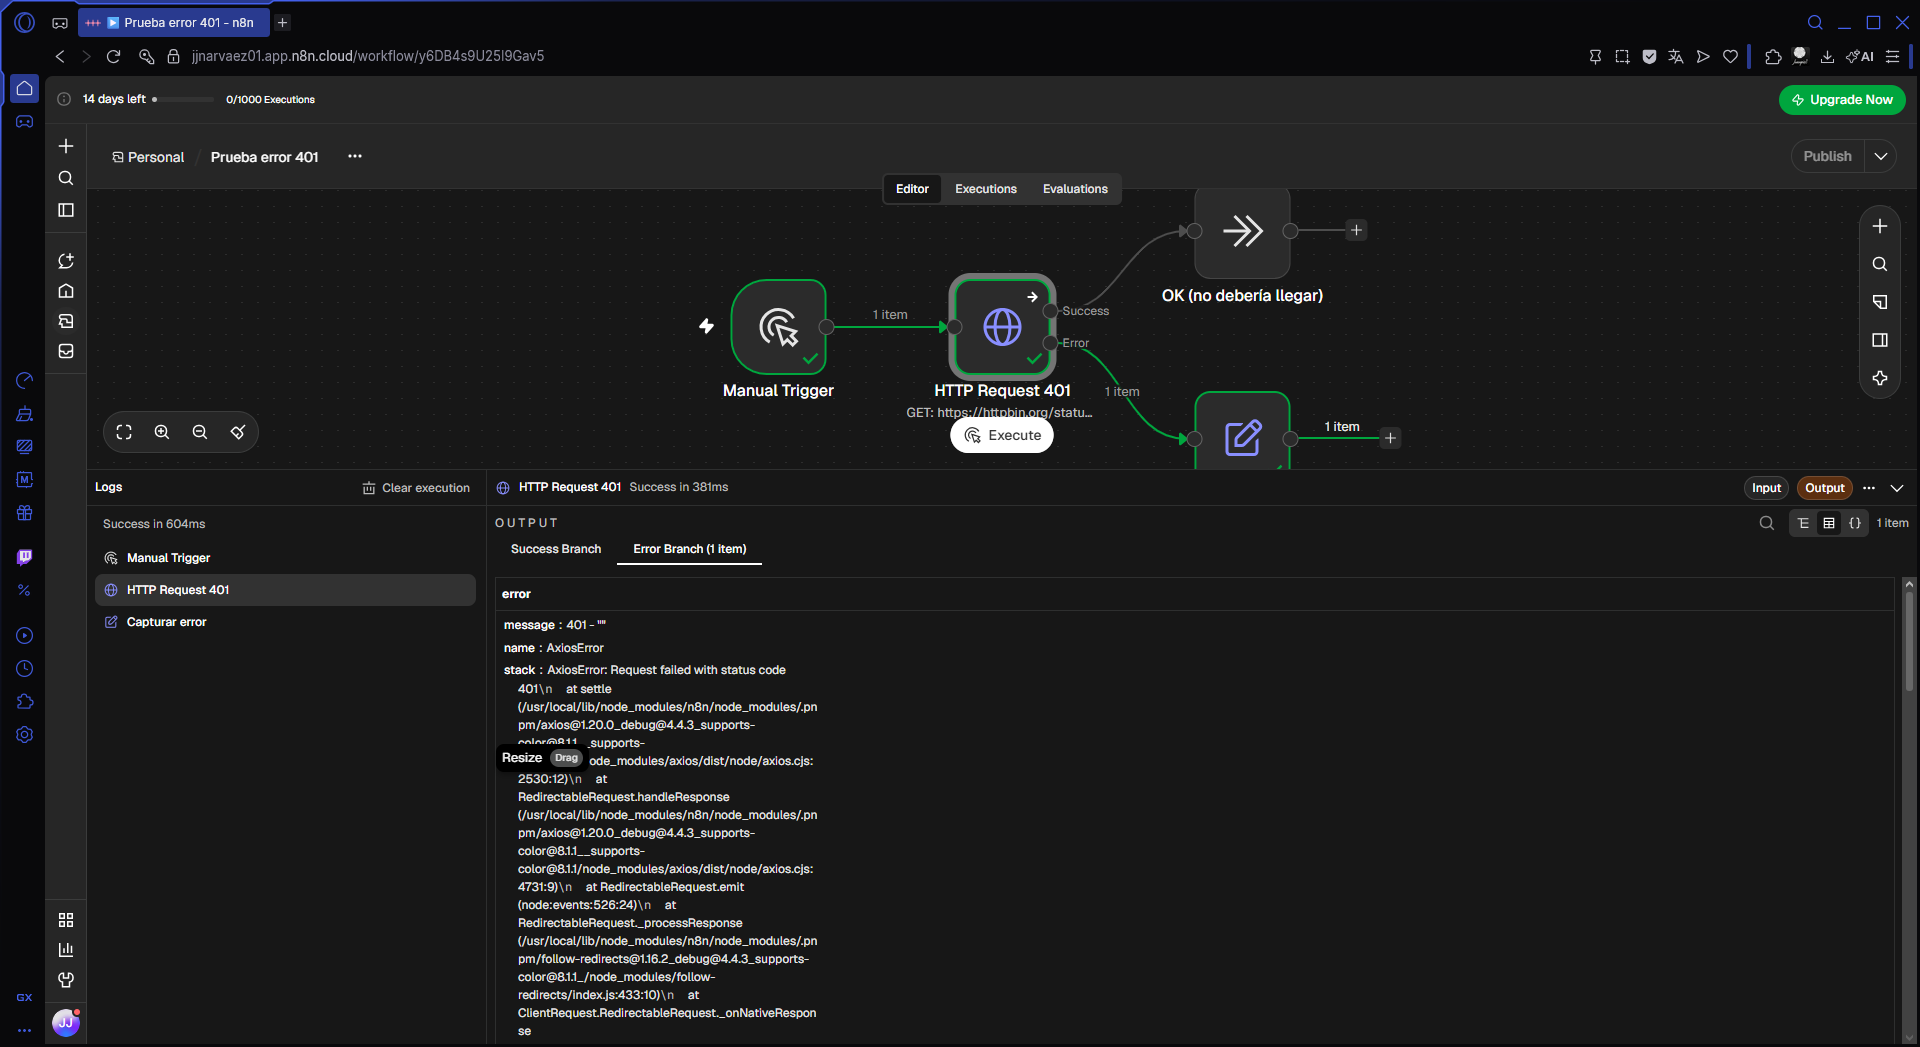 Prueba error 401 - n8n
jjnarvaez01.app.n8n.cloud/workflow/y6DB4s9U25I9Gav5
AI
14 days left
0/1000 Executions
Upgrade Now
Personal / Prueba error 401
Publish
Editor
Executions
Evaluations
1 item
Success
Error
OK (no debería llegar)
Manual Trigger
HTTP Request 401
GET: https://httpbin.org/statu...
1 item
Execute
1 item
Logs
Clear execution
HTTP Request 401 Success in 381ms
Input
Output
Success in 604ms
OUTPUT
1 item
Manual Trigger
Success Branch
Error Branch (1 item)
HTTP Request 401
error
Capturar error
message : 401 - ""
name : AxiosError
stack : AxiosError: Request failed with status code
401\n at settle
(/usr/local/lib/node_modules/n8n/node_modules/.pn
pm/axios@1.20.0_debug@4.4.3_supports-
color@8.1.1__supports-
Resize Drag
ode_modules/axios/dist/node/axios.cjs:
2530:12)\n at
RedirectableRequest.handleResponse
(/usr/local/lib/node_modules/n8n/node_modules/.pn
pm/axios@1.20.0_debug@4.4.3_supports-
color@8.1.1__supports-
color@8.1.1/node_modules/axios/dist/node/axios.cjs:
4731:9)\n at RedirectableRequest.emit
(node:events:526:24)\n at
RedirectableRequest._processResponse
(/usr/local/lib/node_modules/n8n/node_modules/.pn
pm/follow-redirects@1.16.2_debug@4.4.3_supports-
color@8.1.1_/node_modules/follow-
redirects/index.js:433:10)\n at
ClientRequest.RedirectableRequest._onNativeRespon
se
GX
JJ